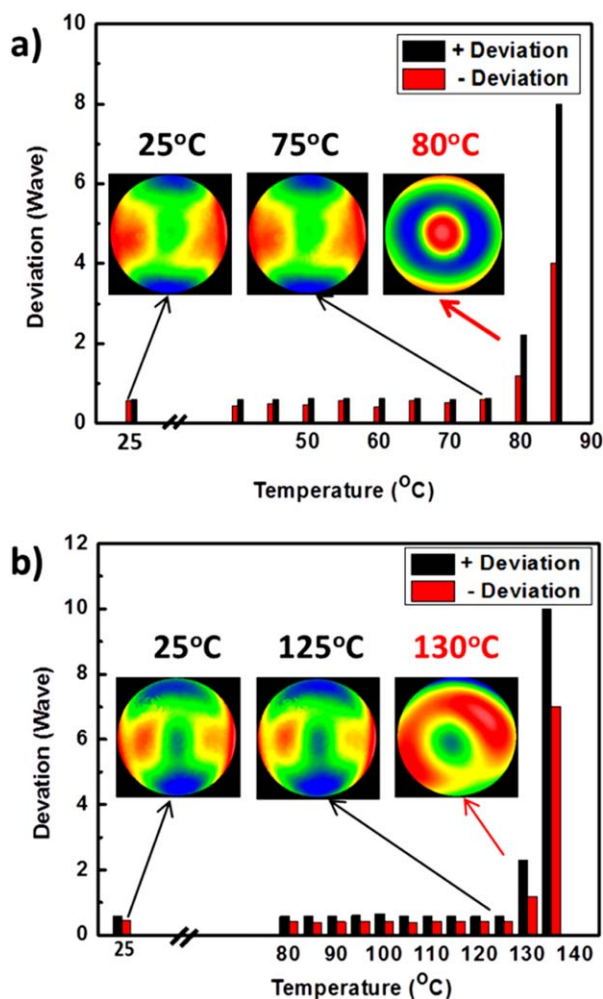 a)
10
8
6
4
2
0
Deviation (Wave)
+ Deviation
- Deviation
25°C 75°C 80°C
25 50 60 70 80 90
Temperature (°C)
b)
12
10
8
6
4
2
0
Devation (Wave)
+ Deviation
- Deviation
25°C 125°C 130°C
25 80 90 100 110 120 130 140
Temperature (°C)